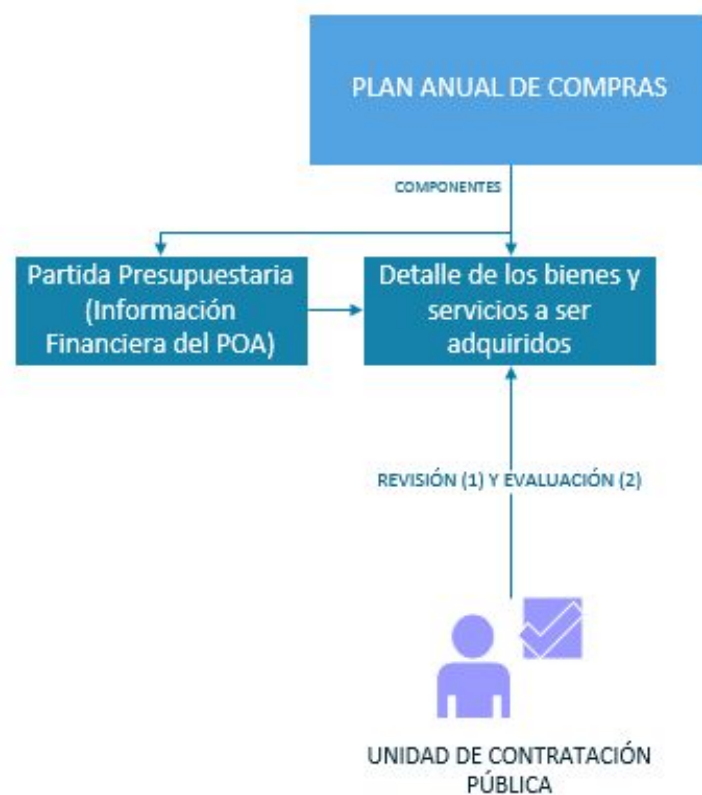 PLAN ANUAL DE COMPRAS
COMPONENTES
Partida Presupuestaria
(Información
Financiera del POA)
Detalle de los bienes y
servicios a ser
adquiridos
REVISIÓN (1) Y EVALUACIÓN (2)
UNIDAD DE CONTRATACIÓN
PÚBLICA